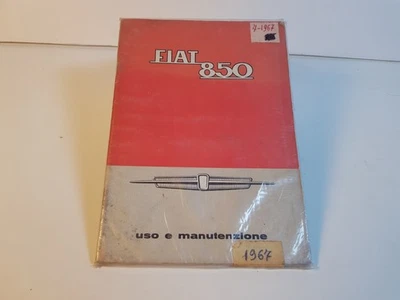 7-1967
FIAT
850
uso e manutenzione
1967